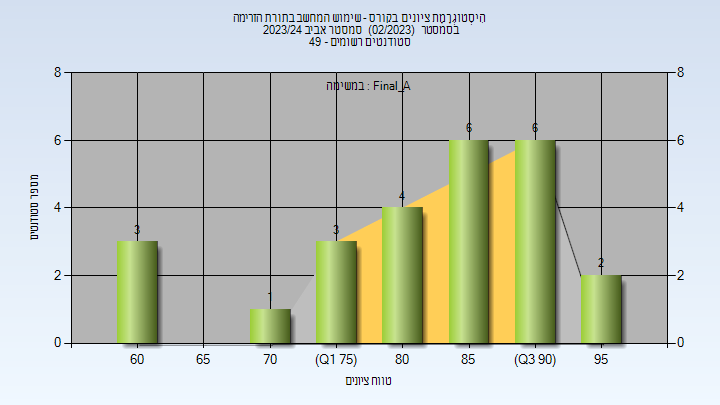 היסטוגרמת ציונים בקורס - שימוש המחשב בתורת הזרימה
בסמסטר (02/2023) סמסטר אביב 2023/24
סטודנטים רשומים - 49
במשימה : Final_A
8 8
6 6
4 4
2 2
0 0
3 1 3 4 6 6 2
מספר סטודנטים
60 65 70 (Q1 75) 80 85 (Q3 90) 95
טווח ציונים